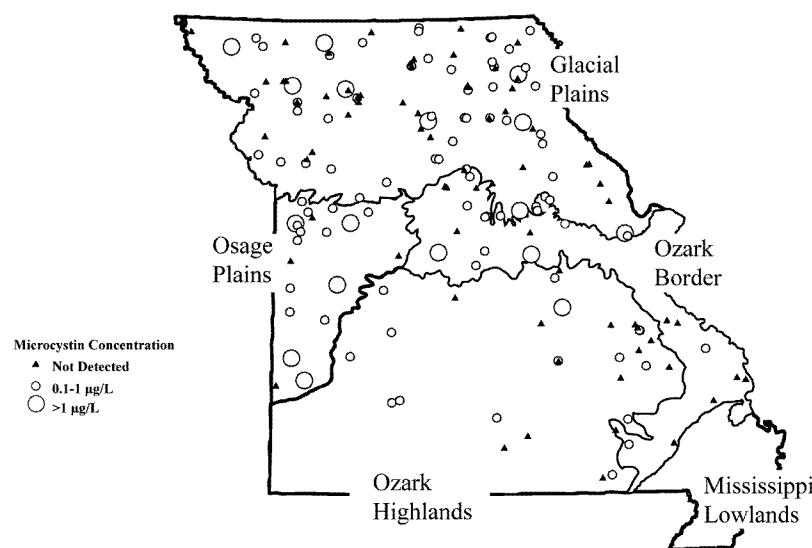 Glacial
Plains
Osage
Plains
Ozark
Border
Microcystin Concentration
Not Detected
0.1-1 µg/L
>1 µg/L
Ozark
Highlands
Mississippi
Lowlands